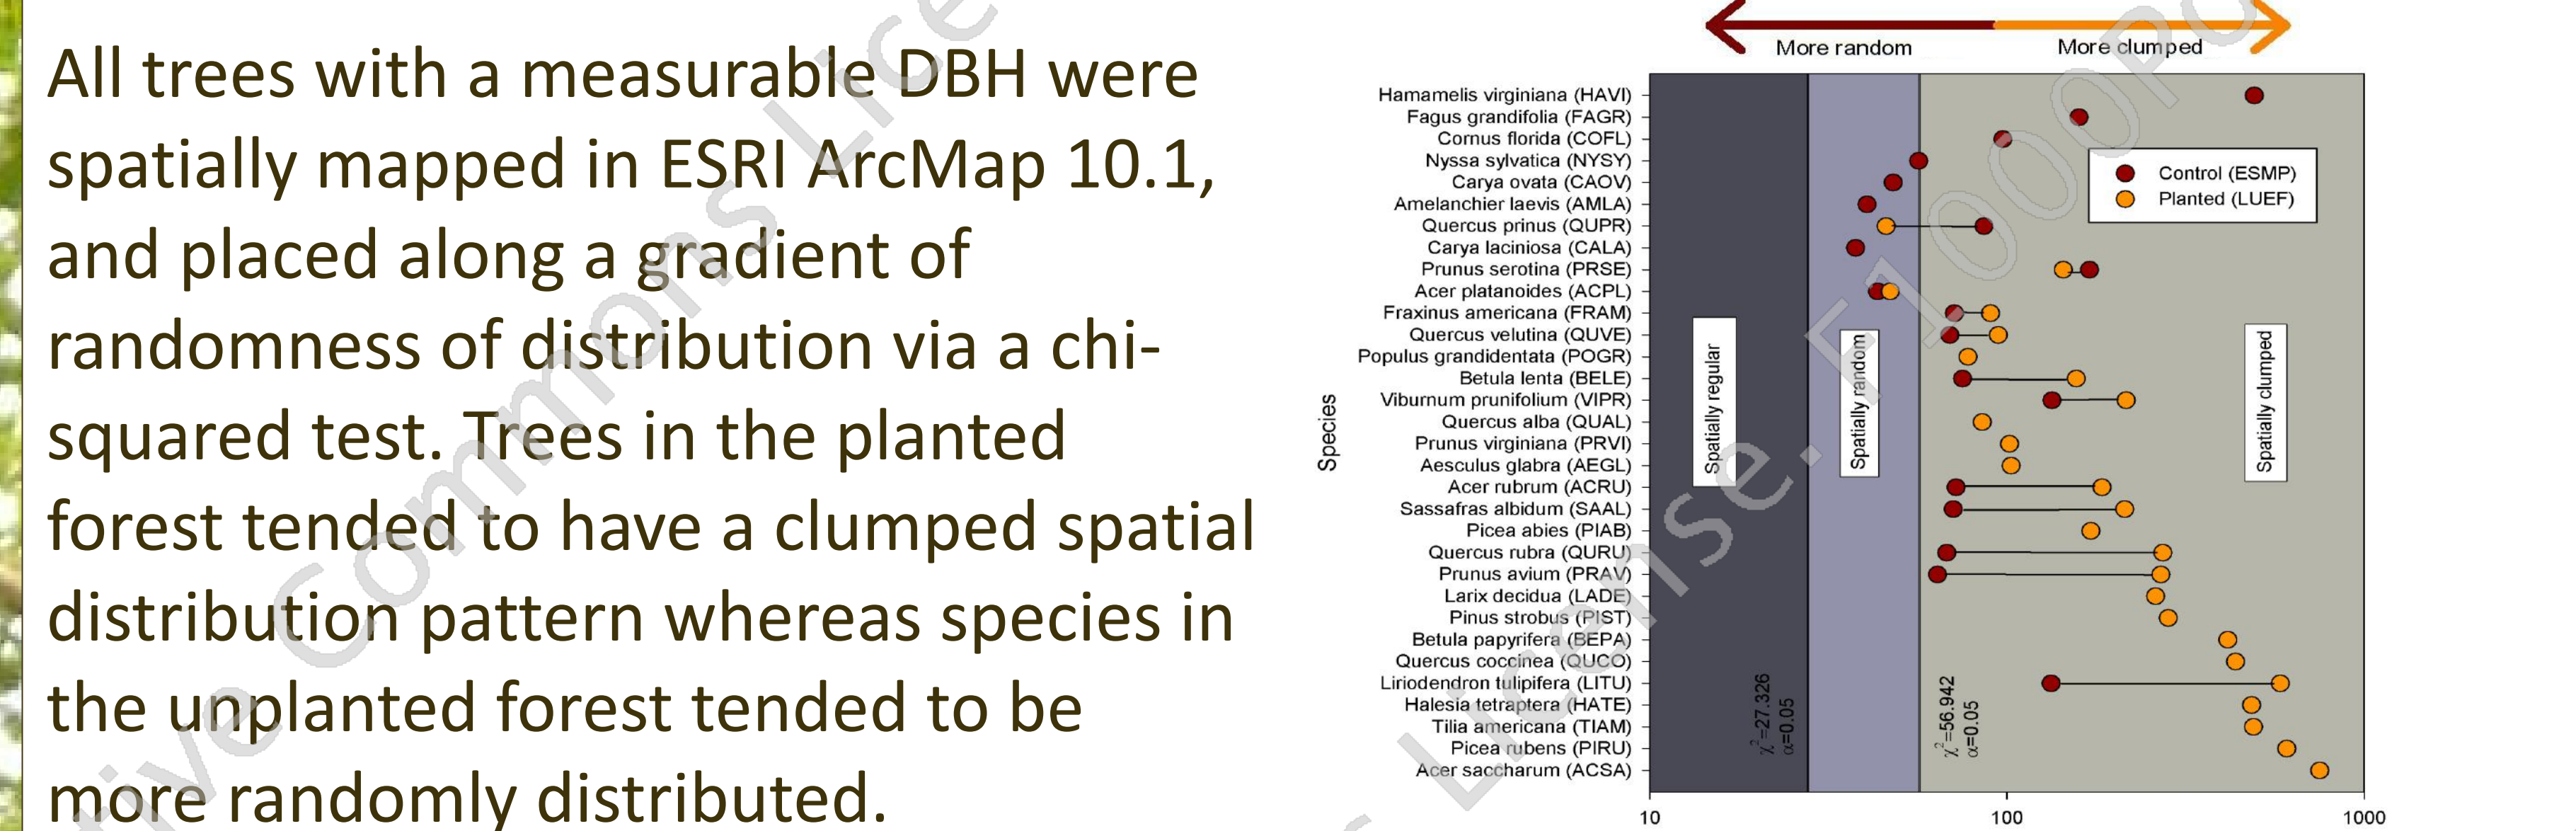 All trees with a measurable DBH were
spatially mapped in ESRI ArcMap 10.1,
and placed along a gradient of
randomness of distribution via a chi-
squared test. Trees in the planted
forest tended to have a clumped spatial
distribution pattern whereas species in
the unplanted forest tended to be
more randomly distributed.
More random
More clumped
Hamamelis virginiana (HAVI)
Fagus grandifolia (FAGR)
Cornus florida (COFL)
Nyssa sylvatica (NYSY)
Carya ovata (CAOV)
Amelanchier laevis (AMLA)
Quercus prinus (QUPR)
Carya laciniosa (CALA)
Prunus serotina (PRSE)
Acer platanoides (ACPL)
Fraxinus americana (FRAM)
Quercus velutina (QUVE)
Populus grandidentata (POGR)
Betula lenta (BELE)
Viburnum prunifolium (VIPR)
Quercus alba (QUAL)
Prunus virginiana (PRVI)
Aesculus glabra (AEGL)
Acer rubrum (ACRU)
Sassafras albidum (SAAL)
Picea abies (PIAB)
Quercus rubra (QURU)
Prunus avium (PRAV)
Larix decidua (LADE)
Pinus strobus (PIST)
Betula papyrifera (BEPA)
Quercus coccinea (QUCO)
Liriodendron tulipifera (LITU)
Halesia tetraptera (HATE)
Tilia americana (TIAM)
Picea rubens (PIRU)
Acer saccharum (ACSA)
Species
Control (ESMP)
Planted (LUEF)
Spatially regular
Spatially random
Spatially clumped
χ²=27.326
α=0.05
χ²=56.942
α=0.05
10
100
1000
tive Commons Lice
s License. F1000Po